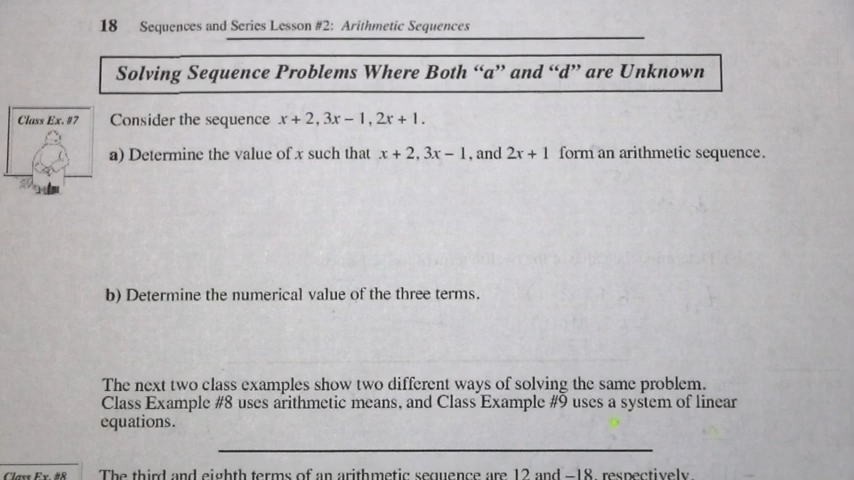 18 Sequences and Series Lesson #2: Arithmetic Sequences
Solving Sequence Problems Where Both “a” and “d” are Unknown
Class Ex. #7
Consider the sequence x + 2, 3x – 1, 2x + 1.
a) Determine the value of x such that x + 2, 3x – 1, and 2x + 1 form an arithmetic sequence.
b) Determine the numerical value of the three terms.
The next two class examples show two different ways of solving the same problem.
Class Example #8 uses arithmetic means, and Class Example #9 uses a system of linear
equations.
Class Ex. #8
The third and eighth terms of an arithmetic sequence are 12 and –18, respectively.